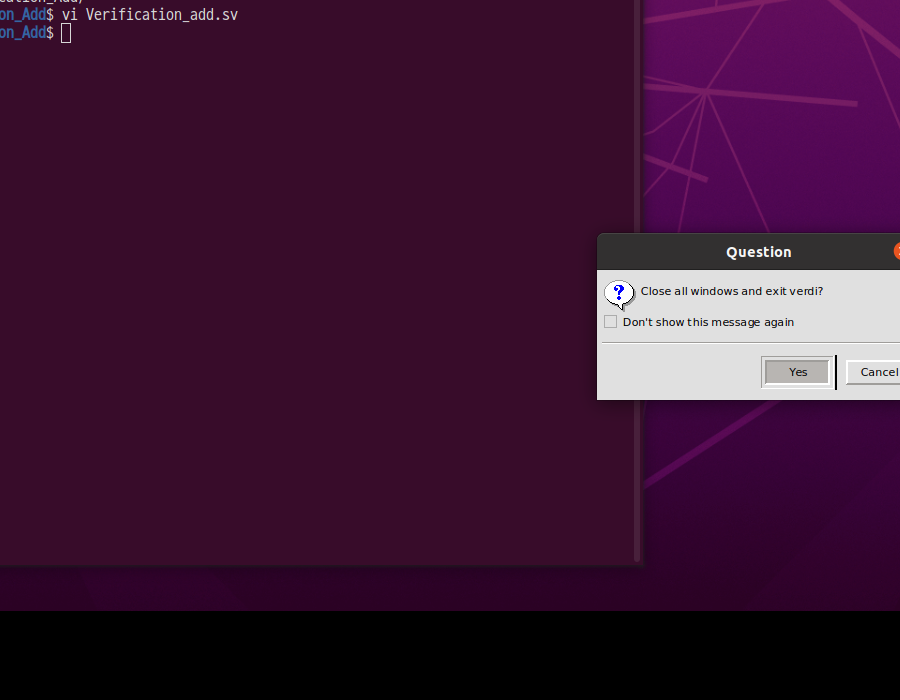 on_Add$ vi Verification_add.sv
on_Add$
Question
? Close all windows and exit verdi?
Don't show this message again
Yes Cancel